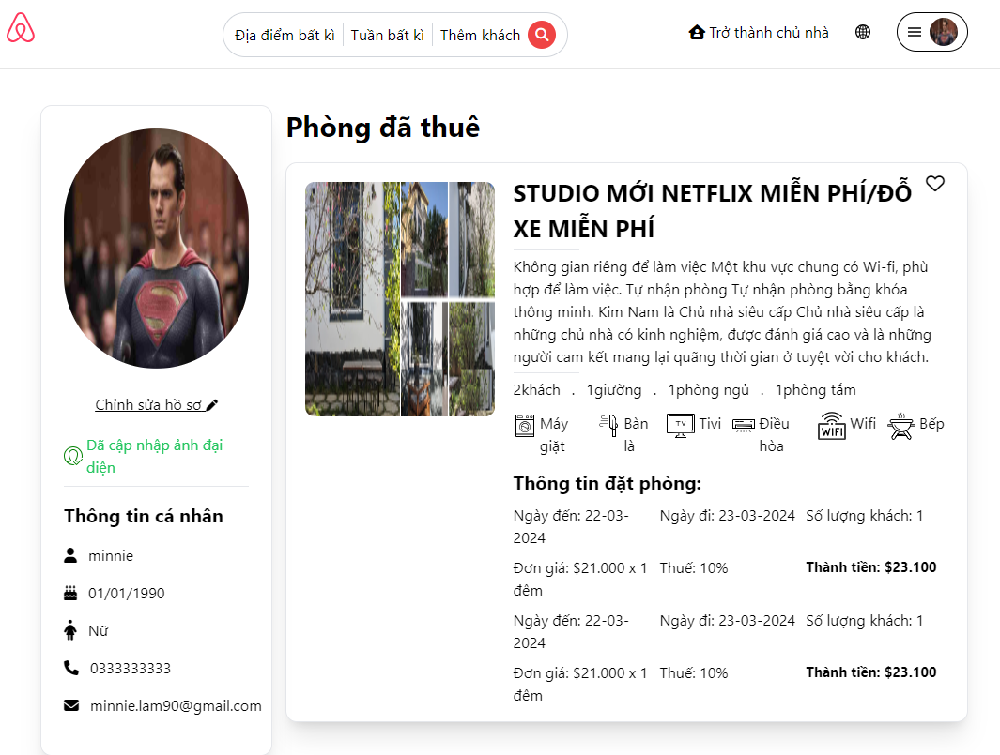 Địa điểm bất kì
Tuần bất kì
Thêm khách
Trở thành chủ nhà
Chỉnh sửa hồ sơ
Đã cập nhập ảnh đại
diện
Thông tin cá nhân
minnie
01/01/1990
Nữ
0333333333
minnie.lam90@gmail.com
Phòng đã thuê
STUDIO MỚI NETFLIX MIỄN PHÍ/ĐỖ
XE MIỄN PHÍ
Không gian riêng để làm việc Một khu vực chung có Wi-fi, phù
hợp để làm việc. Tự nhận phòng Tự nhận phòng bằng khóa
thông minh. Kim Nam là Chủ nhà siêu cấp Chủ nhà siêu cấp là
những chủ nhà có kinh nghiệm, được đánh giá cao và là những
người cam kết mang lại quãng thời gian ở tuyệt vời cho khách.
2khách . 1giường . 1phòng ngủ . 1phòng tắm
Máy
giặt
Bàn
là
TV
Tivi
Điều
hòa
WIFI
Wifi
Bếp
Thông tin đặt phòng:
Ngày đến: 22-03-
2024
Ngày đi: 23-03-2024
Số lượng khách: 1
Đơn giá: $21.000 x 1
đêm
Thuế: 10%
Thành tiền: $23.100
Ngày đến: 22-03-
2024
Ngày đi: 23-03-2024
Số lượng khách: 1
Đơn giá: $21.000 x 1
đêm
Thuế: 10%
Thành tiền: $23.100